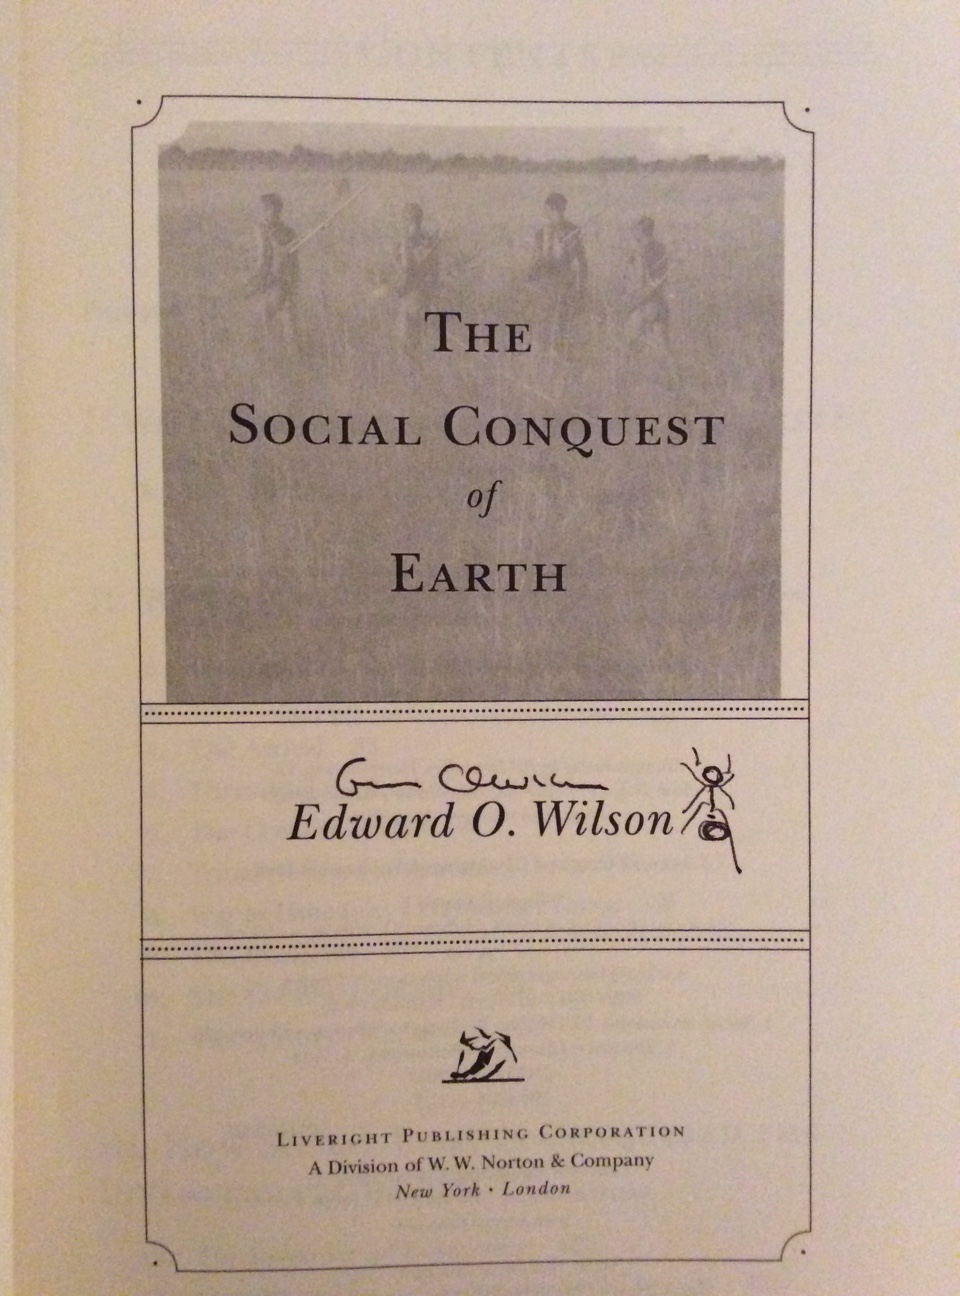 THE
SOCIAL CONQUEST
of
EARTH
Edward O. Wilson
LIVERIGHT PUBLISHING CORPORATION
A Division of W. W. Norton & Company
New York • London